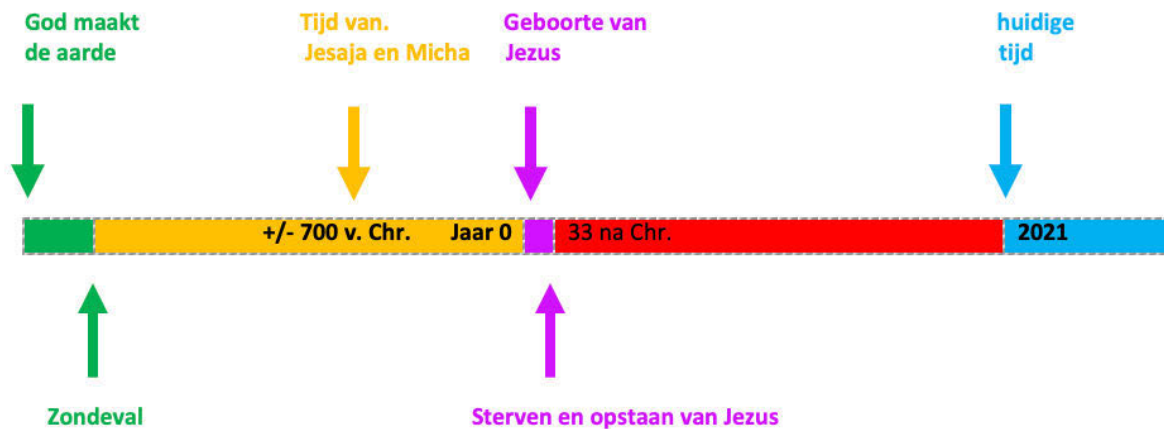 God maakt
de aarde
Tijd van.
Jesaja en Micha
Geboorte van
Jezus
huidige
tijd
+/- 700 v. Chr. Jaar 0 33 na Chr. 2021
Zondeval Sterven en opstaan van Jezus